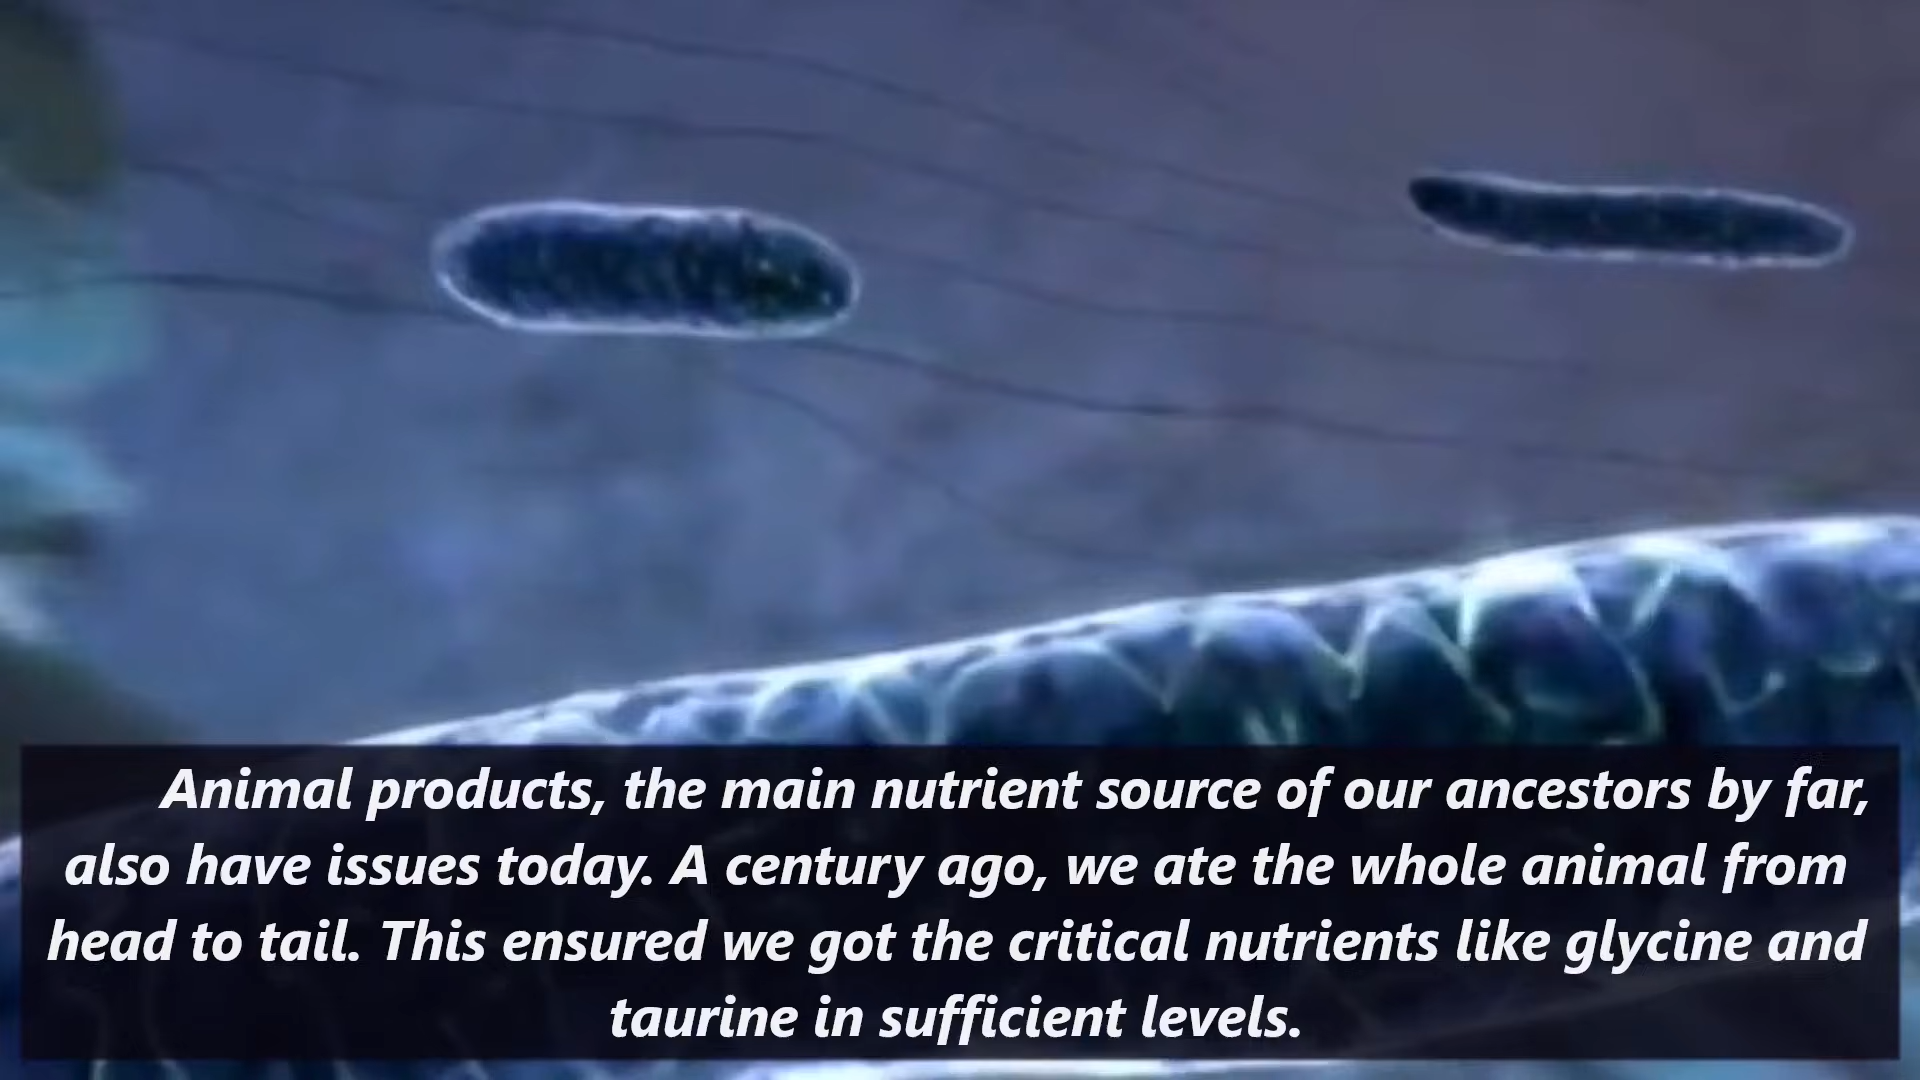 Animal products, the main nutrient source of our ancestors by far,
also have issues today. A century ago, we ate the whole animal from
head to tail. This ensured we got the critical nutrients like glycine and
taurine in sufficient levels.